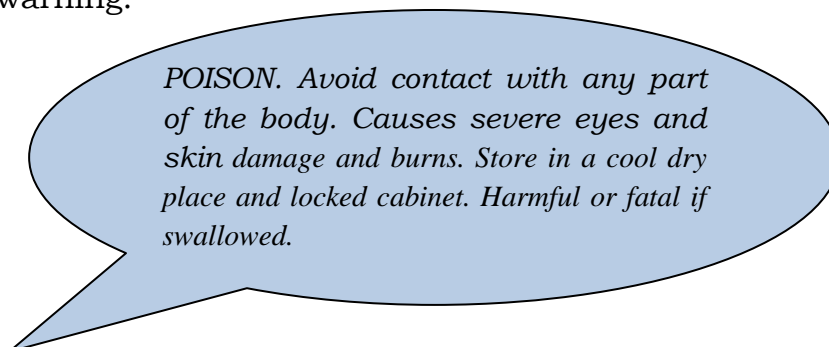 warning.
POISON. Avoid contact with any part
of the body. Causes severe eyes and
skin damage and burns. Store in a cool dry
place and locked cabinet. Harmful or fatal if
swallowed.